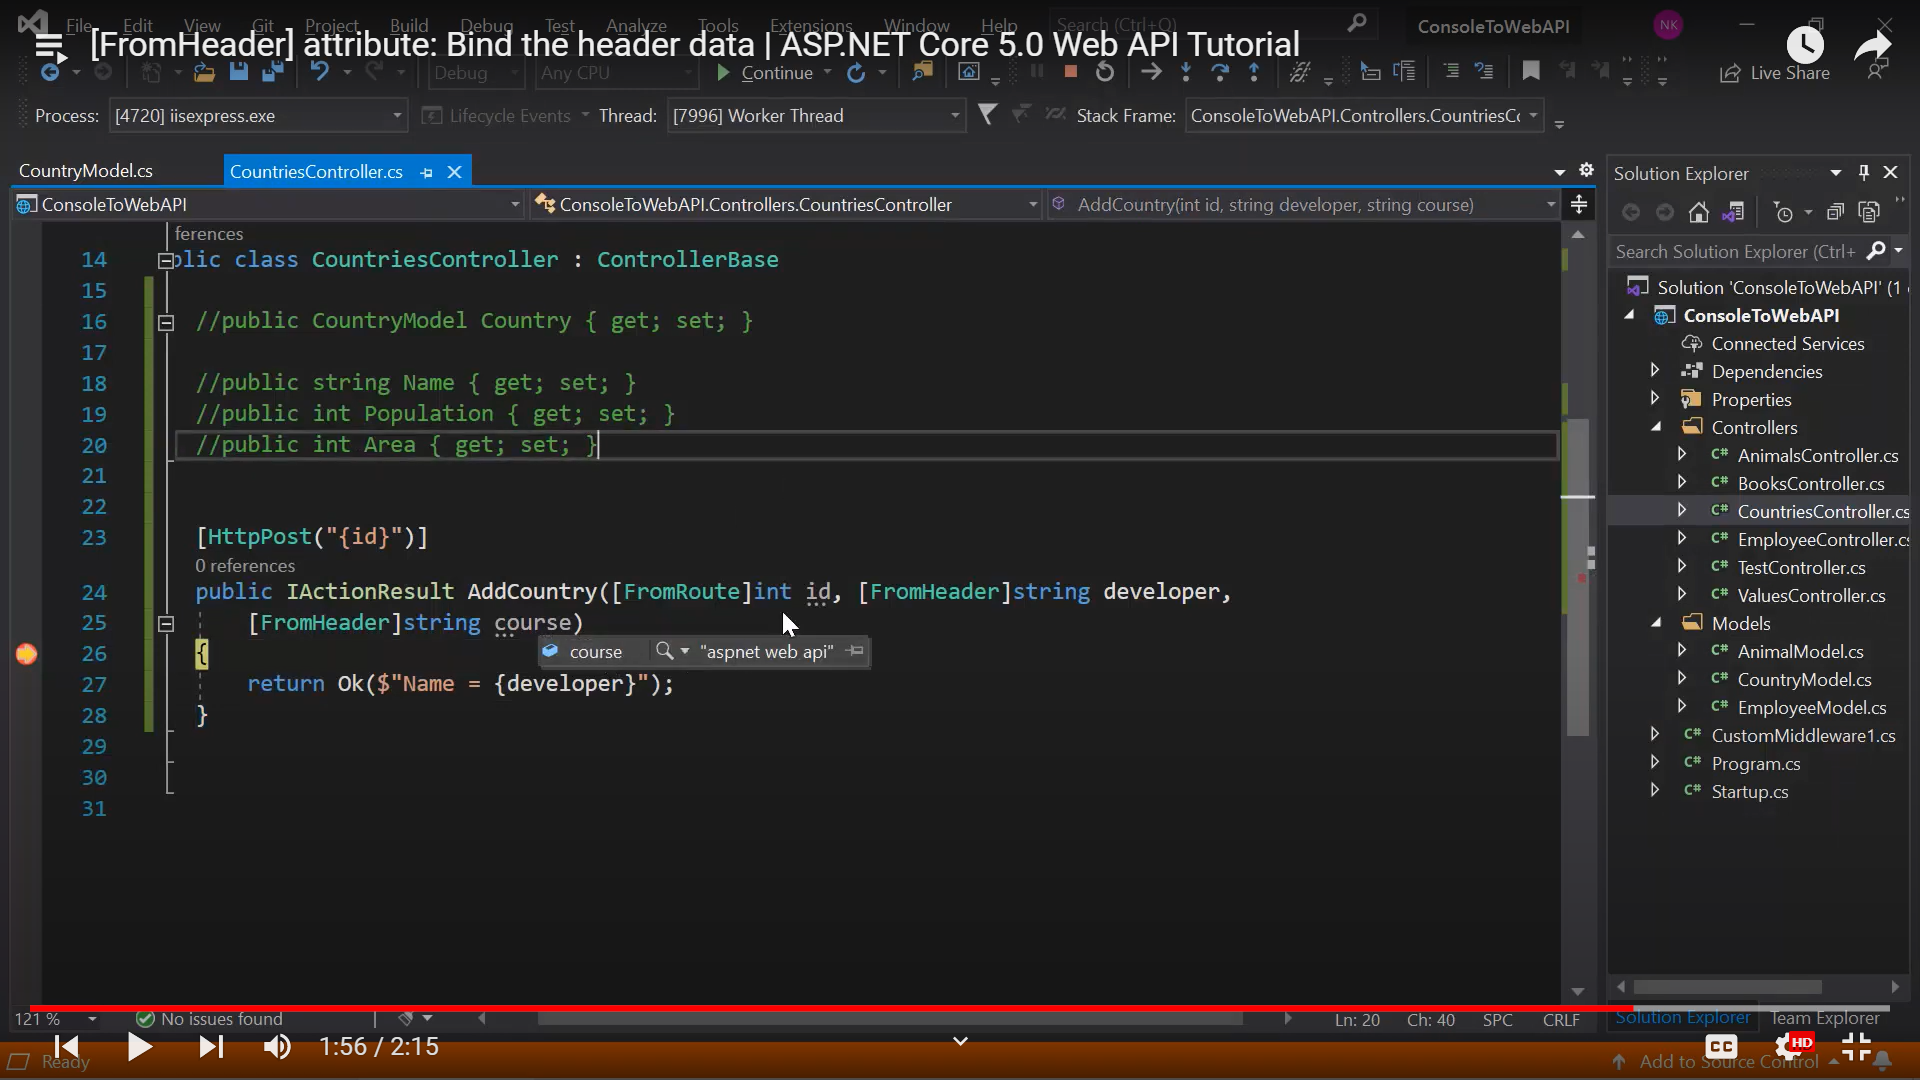 File Edit View Git Project Build Debug Test Analyze Tools Extensions Window Help Search (Ctrl+Q) ConsoleToWebAPI NK
[FromHeader] attribute: Bind the header data | ASP.NET Core 5.0 Web API Tutorial
Debug Any CPU Continue Live Share
Process: [4720] iisexpress.exe Lifecycle Events Thread: [7996] Worker Thread Stack Frame: ConsoleToWebAPI.Controllers.CountriesCo
CountryModel.cs CountriesController.cs
ConsoleToWebAPI ConsoleToWebAPI.Controllers.CountriesController AddCountry(int id, string developer, string course)
ferences
14 blic class CountriesController : ControllerBase
15
16 //public CountryModel Country { get; set; }
17
18 //public string Name { get; set; }
19 //public int Population { get; set; }
20 //public int Area { get; set; }
21
22
23 [HttpPost("{id}")]
0 references
24 public IActionResult AddCountry([FromRoute]int id, [FromHeader]string developer,
25 [FromHeader]string course)
26 {
course "aspnet web api"
27 return Ok($"Name = {developer}");
28 }
29
30
31
Solution Explorer
Search Solution Explorer (Ctrl+
Solution 'ConsoleToWebAPI' (1
ConsoleToWebAPI
Connected Services
Dependencies
Properties
Controllers
C# AnimalsController.cs
C# BooksController.cs
C# CountriesController.cs
C# EmployeeController.cs
C# TestController.cs
C# ValuesController.cs
Models
C# AnimalModel.cs
C# CountryModel.cs
C# EmployeeModel.cs
C# CustomMiddleware1.cs
C# Program.cs
C# Startup.cs
121 % No issues found Ln: 20 Ch: 40 SPC CRLF Solution Explorer Team Explorer
1:56 / 2:15 CC HD
Ready Add to Source Control